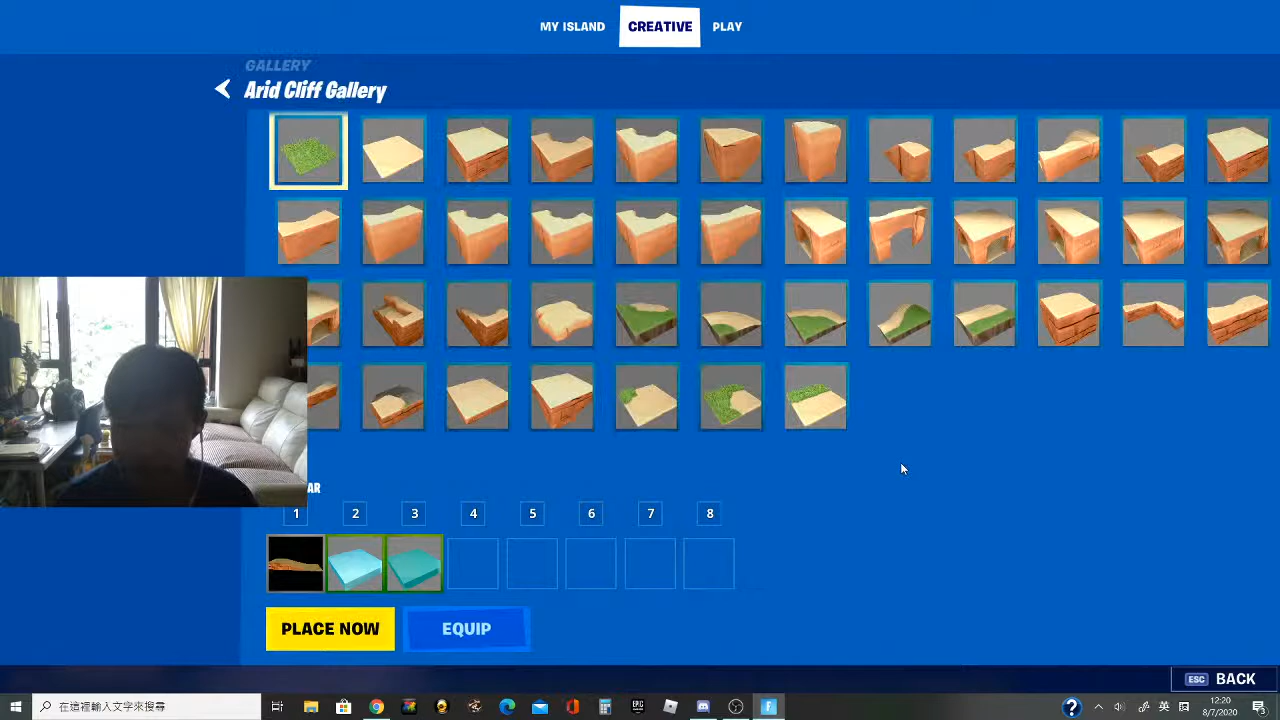 MY ISLAND
CREATIVE
PLAY
GALLERY
Arid Cliff Gallery
AR
1
2
3
4
5
6
7
8
PLACE NOW
EQUIP
ESC BACK
在這裡輸入文字來搜尋
EPIC
GAMES
英
12:20
8/7/2020